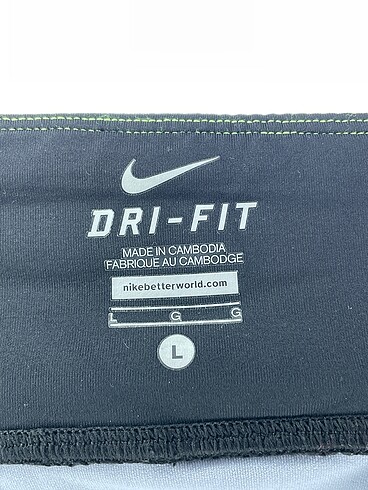 DRI-FIT
MADE IN CAMBODIA
FABRIQUE AU CAMBODGE
nikebetterworld.com
L G G
L